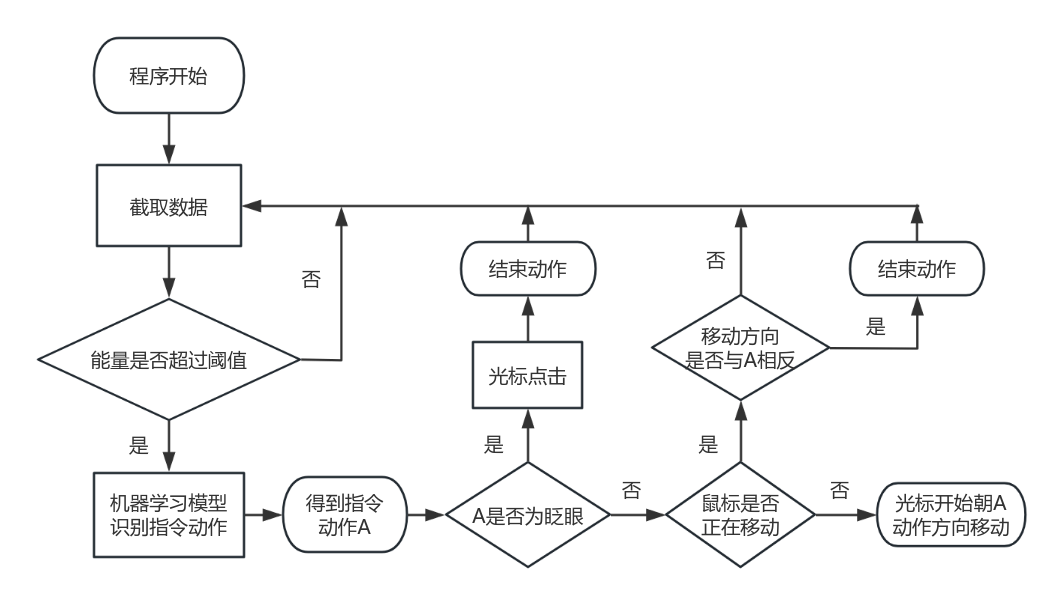 程序开始
截取数据
否
能量是否超过阈值
是
机器学习模型
识别指令动作
得到指令
动作A
A是否为眨眼
是
光标点击
结束动作
否
鼠标是否
正在移动
是
移动方向
是否与A相反
否
是
结束动作
否
光标开始朝A
动作方向移动